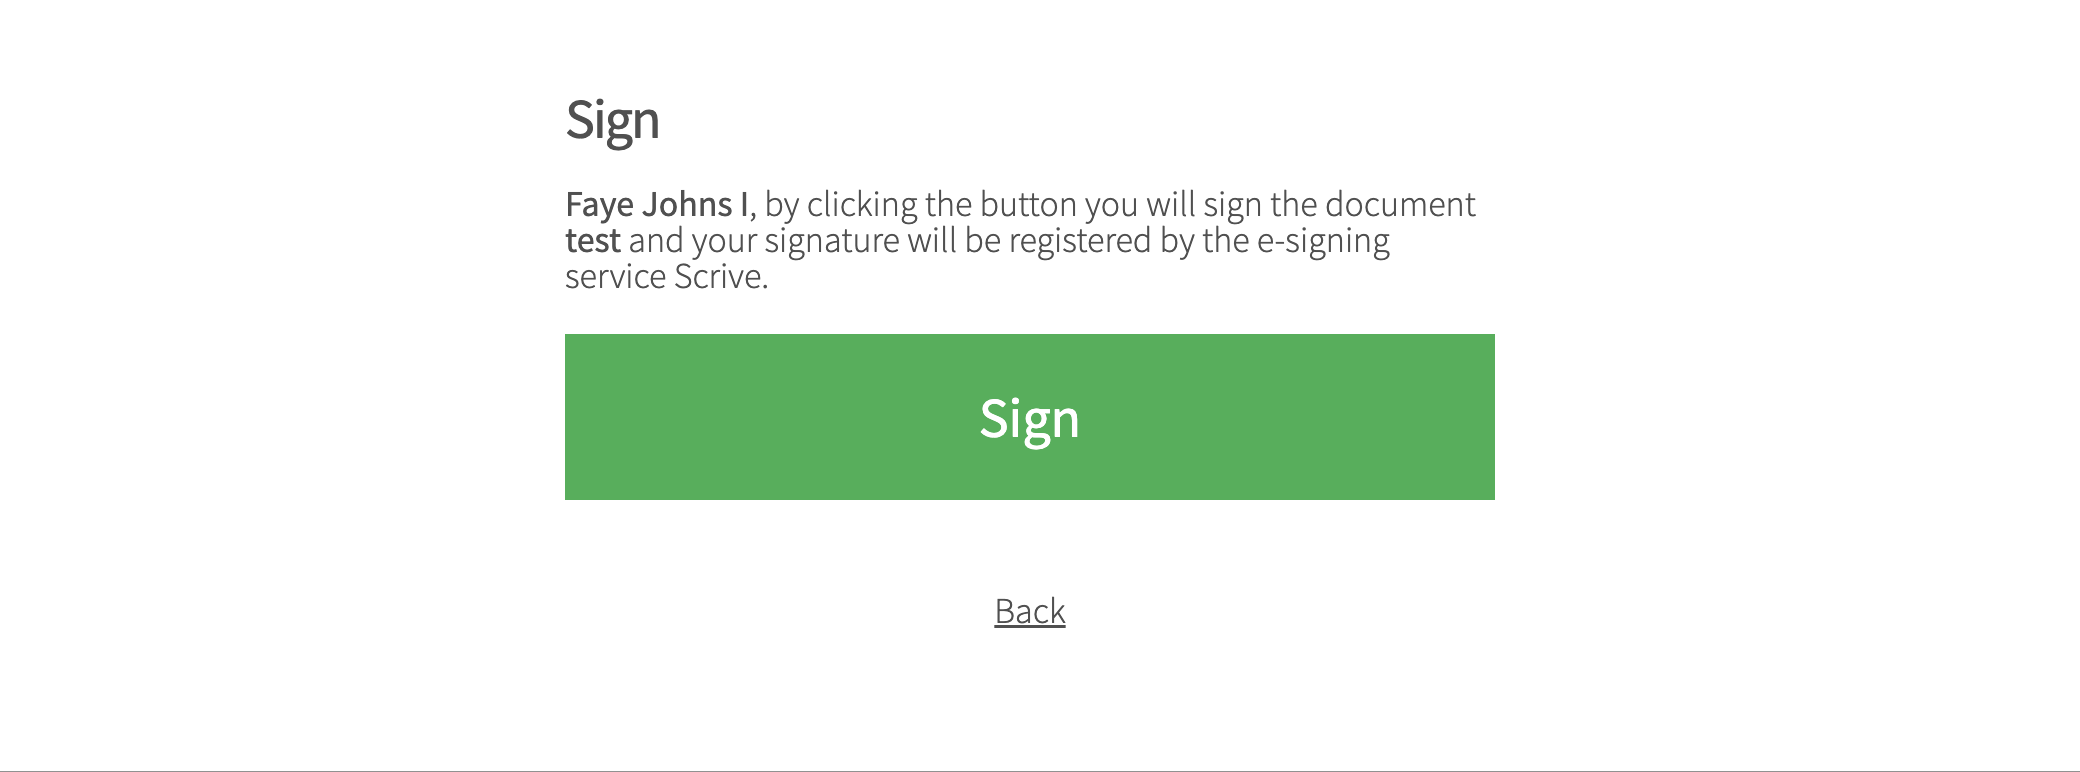 Sign
Faye Johns I, by clicking the button you will sign the document
test and your signature will be registered by the e-signing
service Scrive.
Sign
Back